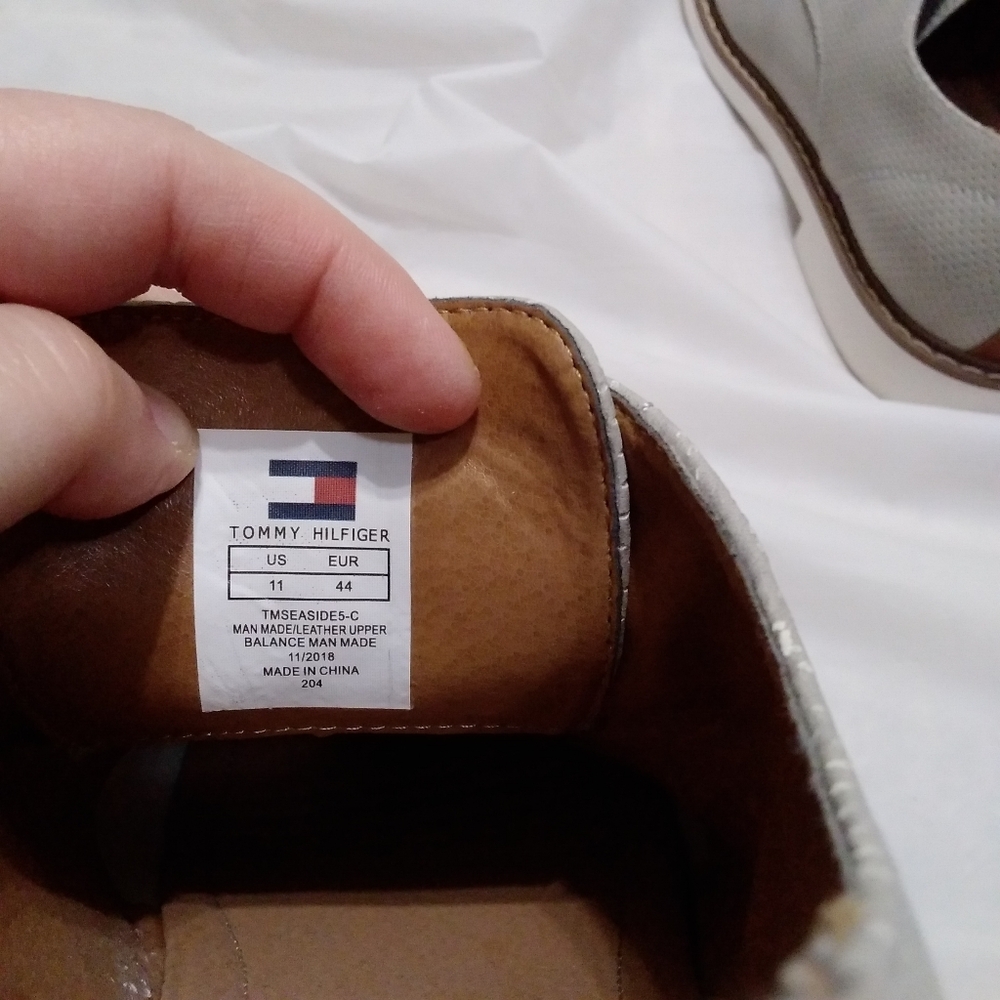 TOMMY HILFIGER
US EUR
11 44
TMSEASIDE5-C
MAN MADE/LEATHER UPPER
BALANCE MAN MADE
11/2018
MADE IN CHINA
204